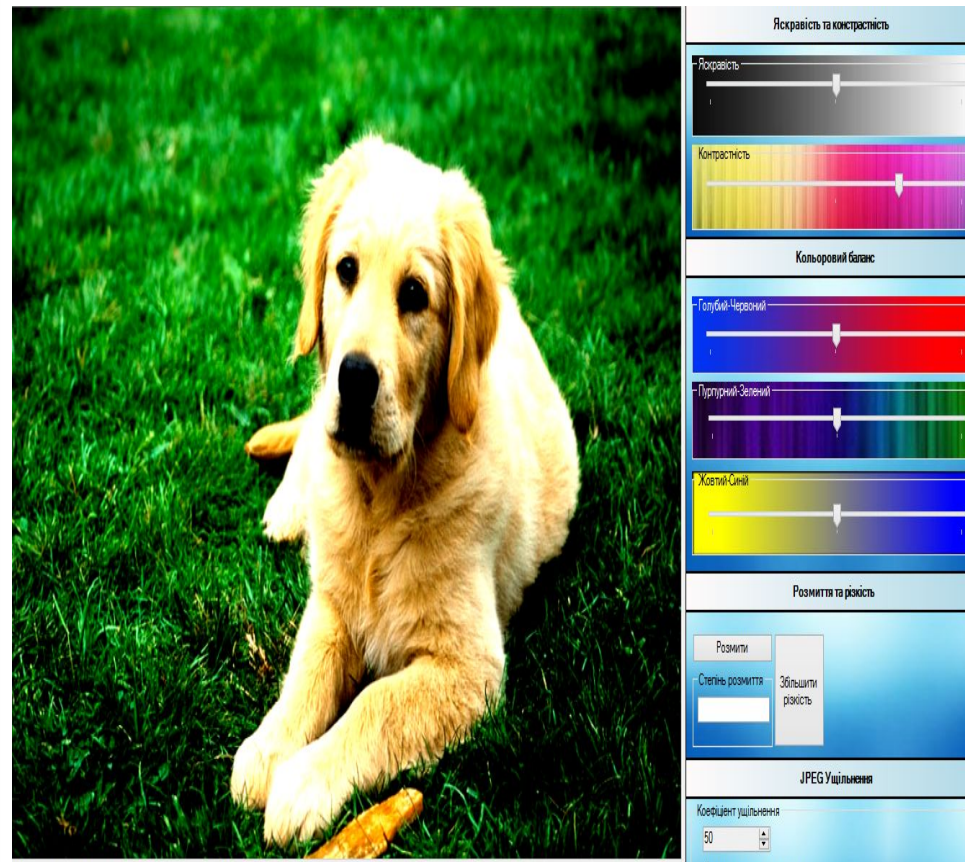 Яскравість та констрастність
Яскравість
Контрастність
Кольоровий баланс
Голубий-Червоний
Пурпурний-Зелений
Жовтий-Синій
Розмиття та різкість
Розмити
Степінь розмиття
Збільшити
різкість
JPEG Ущільнення
Коефіцієнт ущільнення
50